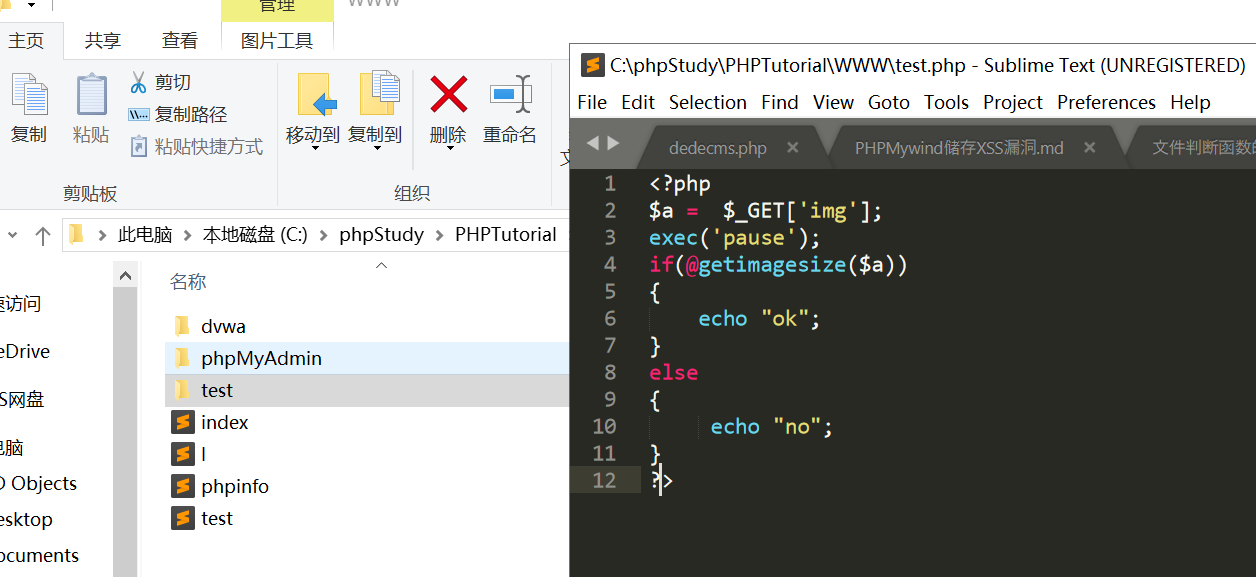 管理
WWW
主页 共享 查看 图片工具
复制
粘贴
剪切
复制路径
粘贴快捷方式
移动到 复制到 删除 重命名
剪贴板 组织
此电脑 本地磁盘 (C:) phpStudy PHPTutorial
名称
dvwa
phpMyAdmin
test
index
l
phpinfo
test
访问
eDrive
S网盘
电脑
D Objects
esktop
ocuments
C:\phpStudy\PHPTutorial\WWW\test.php - Sublime Text (UNREGISTERED)
File Edit Selection Find View Goto Tools Project Preferences Help
dedecms.php × PHPMywind储存XSS漏洞.md × 文件判断函数的
1 <?php
2 $a =  $_GET['img'];
3 exec('pause');
4 if(@getimagesize($a))
5 {
6     echo "ok";
7 }
8 else
9 {
10      echo "no";
11 }
12 ?>